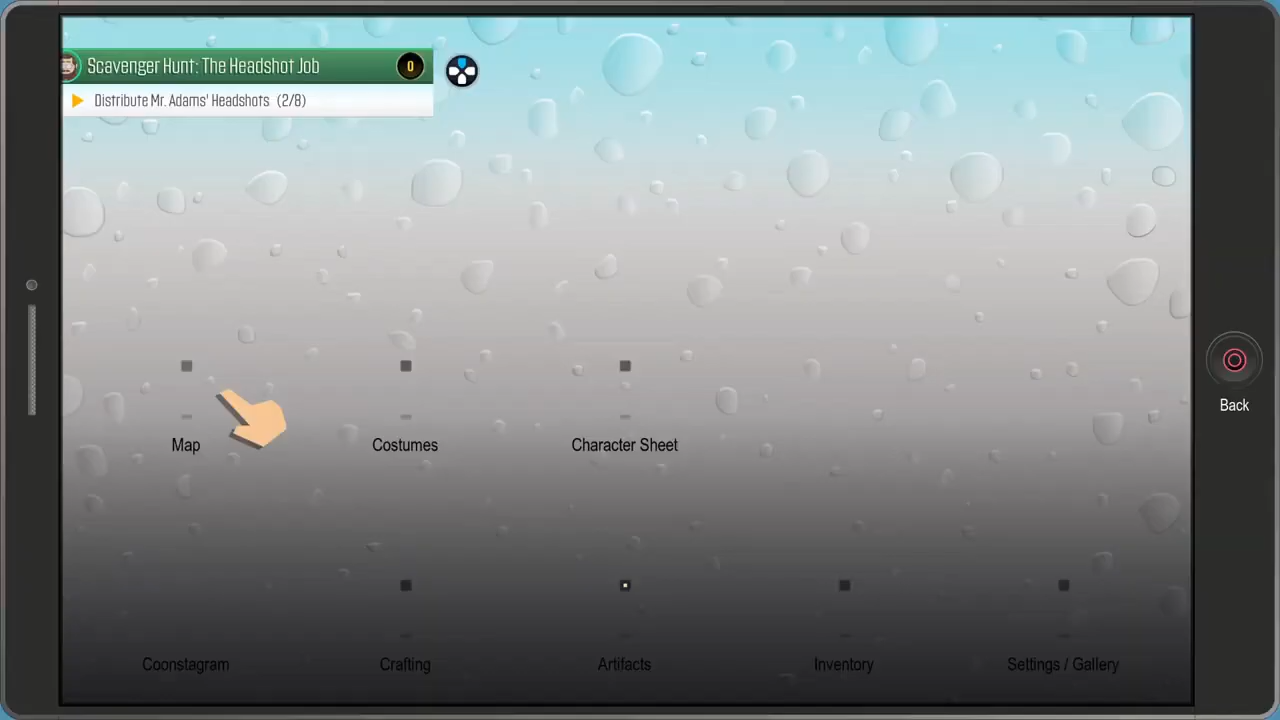 Scavenger Hunt: The Headshot Job 0
Distribute Mr. Adams' Headshots (2/8)
Back
Map Costumes Character Sheet
Coonstagram Crafting Artifacts Inventory Settings / Gallery